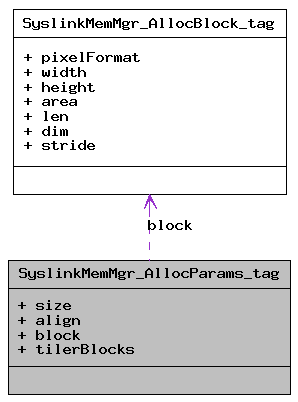 SyslinkMemMgr_AllocBlock_tag
+ pixelFormat
+ width
+ height
+ area
+ len
+ dim
+ stride
block
SyslinkMemMgr_AllocParams_tag
+ size
+ align
+ block
+ tilerBlocks